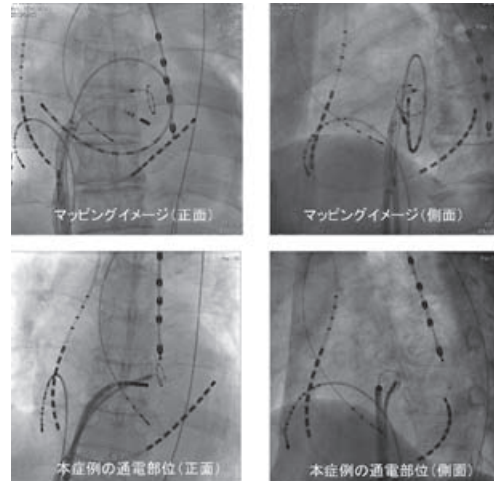 マッピングイメージ（正面）
マッピングイメージ（側面）
本症例の通電部位（正面）
本症例の通電部位（側面）